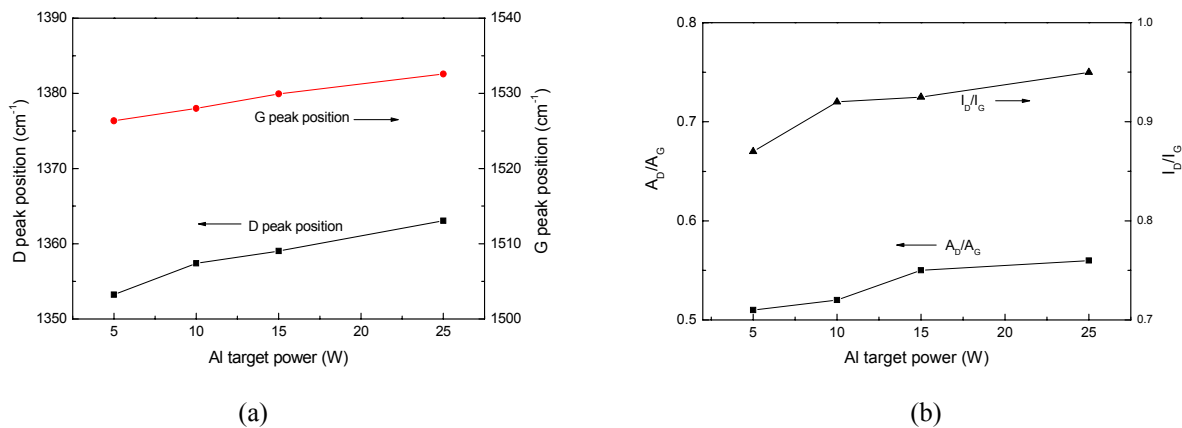 1390
1380
1370
1360
1350
D peak position (cm⁻¹)
G peak position
D peak position
1540
1530
1520
1510
1500
G peak position (cm⁻¹)
5 10 15 20 25
Al target power (W)
(a)
0.8
0.7
0.6
0.5
A_D/A_G
I_D/I_G
A_D/A_G
1.0
0.9
0.8
0.7
I_D/I_G
5 10 15 20 25
Al target power (W)
(b)